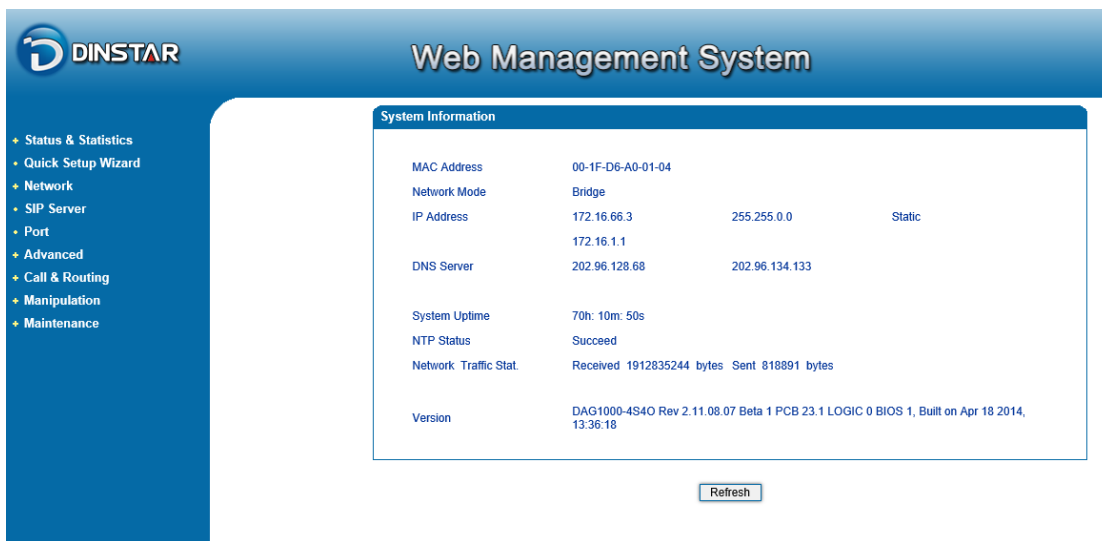 DINSTAR
Web Management System
+ Status & Statistics
• Quick Setup Wizard
+ Network
• SIP Server
• Port
+ Advanced
+ Call & Routing
+ Manipulation
+ Maintenance
System Information
MAC Address 00-1F-D6-A0-01-04
Network Mode Bridge
IP Address 172.16.66.3 255.255.0.0 Static
172.16.1.1
DNS Server 202.96.128.68 202.96.134.133
System Uptime 70h: 10m: 50s
NTP Status Succeed
Network Traffic Stat. Received 1912835244 bytes Sent 818891 bytes
Version DAG1000-4S4O Rev 2.11.08.07 Beta 1 PCB 23.1 LOGIC 0 BIOS 1, Built on Apr 18 2014,
13:36:18
Refresh